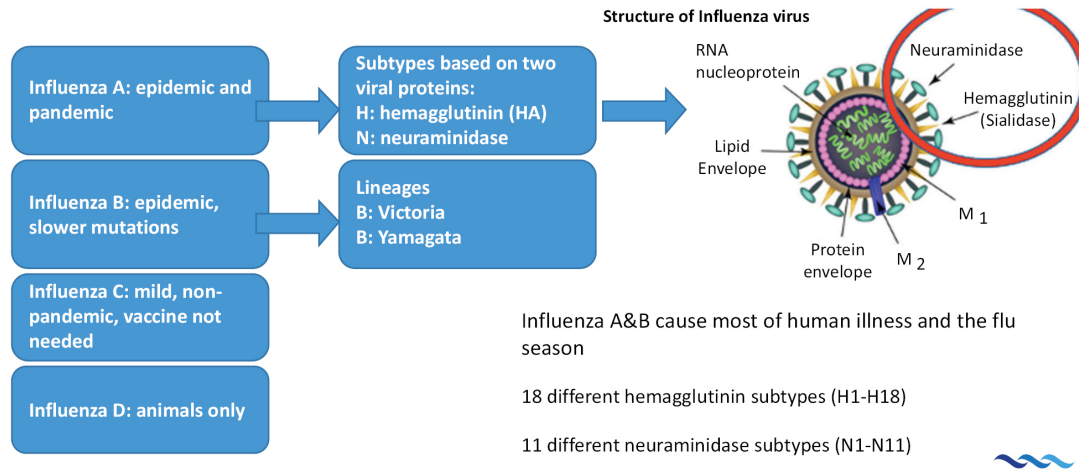 Structure of Influenza virus
Influenza A: epidemic and
pandemic
Subtypes based on two
viral proteins:
H: hemagglutinin (HA)
N: neuraminidase
Influenza B: epidemic,
slower mutations
Lineages
B: Victoria
B: Yamagata
Influenza C: mild, non-
pandemic, vaccine not
needed
Influenza D: animals only
RNA
nucleoprotein
Neuraminidase
Hemagglutinin
(Sialidase)
Lipid
Envelope
M 1
Protein
envelope
M 2
Influenza A&B cause most of human illness and the flu
season
18 different hemagglutinin subtypes (H1-H18)
11 different neuraminidase subtypes (N1-N11)